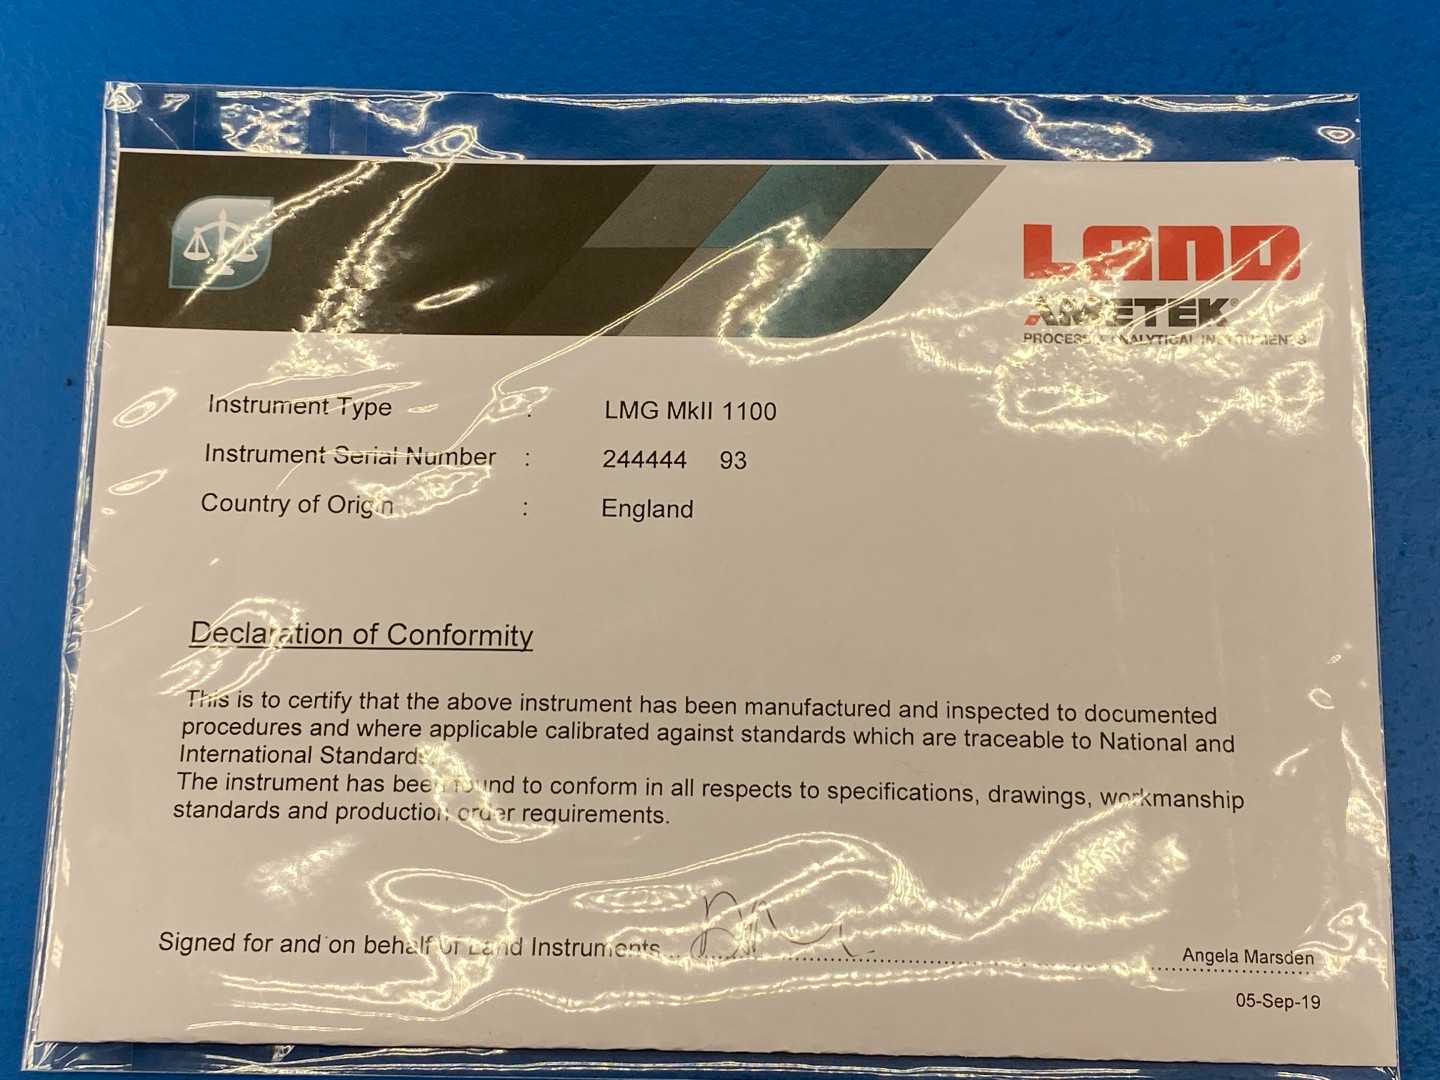 LAND
AMETEK®
PROCESS & ANALYTICAL INSTRUMENTS
Instrument Type : LMG MkII 1100
Instrument Serial Number : 244444 93
Country of Origin : England
Declaration of Conformity
This is to certify that the above instrument has been manufactured and inspected to documented
procedures and where applicable calibrated against standards which are traceable to National and
International Standards.
The instrument has been found to conform in all respects to specifications, drawings, workmanship
standards and production order requirements.
Signed for and on behalf of Land Instruments
Angela Marsden
05-Sep-19